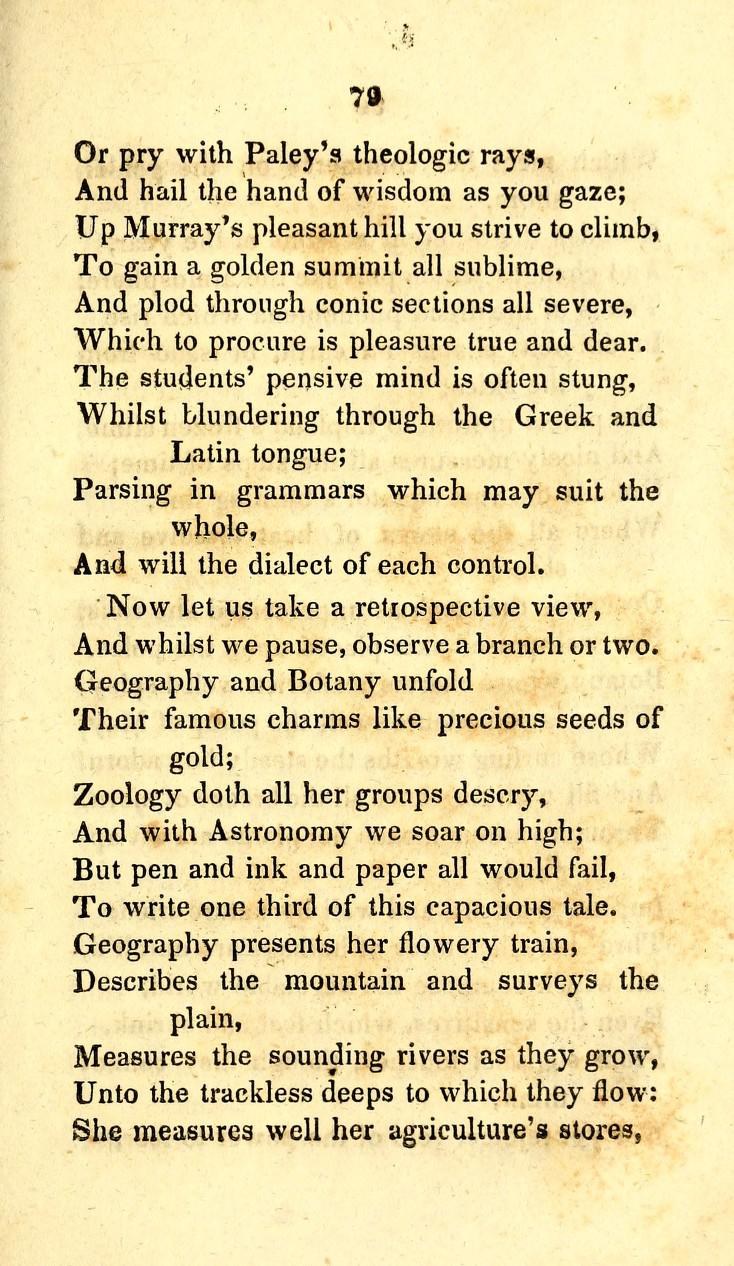 79
Or pry with Paley's theologic rays,
And hail the hand of wisdom as you gaze;
Up Murray's pleasant hill you strive to climb,
To gain a golden summit all sublime,
And plod through conic sections all severe,
Which to procure is pleasure true and dear.
The students' pensive mind is often stung,
Whilst blundering through the Greek and
Latin tongue;
Parsing in grammars which may suit the
whole,
And will the dialect of each control.
Now let us take a retrospective view,
And whilst we pause, observe a branch or two.
Geography and Botany unfold
Their famous charms like precious seeds of
gold;
Zoology doth all her groups descry,
And with Astronomy we soar on high;
But pen and ink and paper all would fail,
To write one third of this capacious tale.
Geography presents her flowery train,
Describes the mountain and surveys the
plain,
Measures the sounding rivers as they grow,
Unto the trackless deeps to which they flow:
She measures well her agriculture's stores,